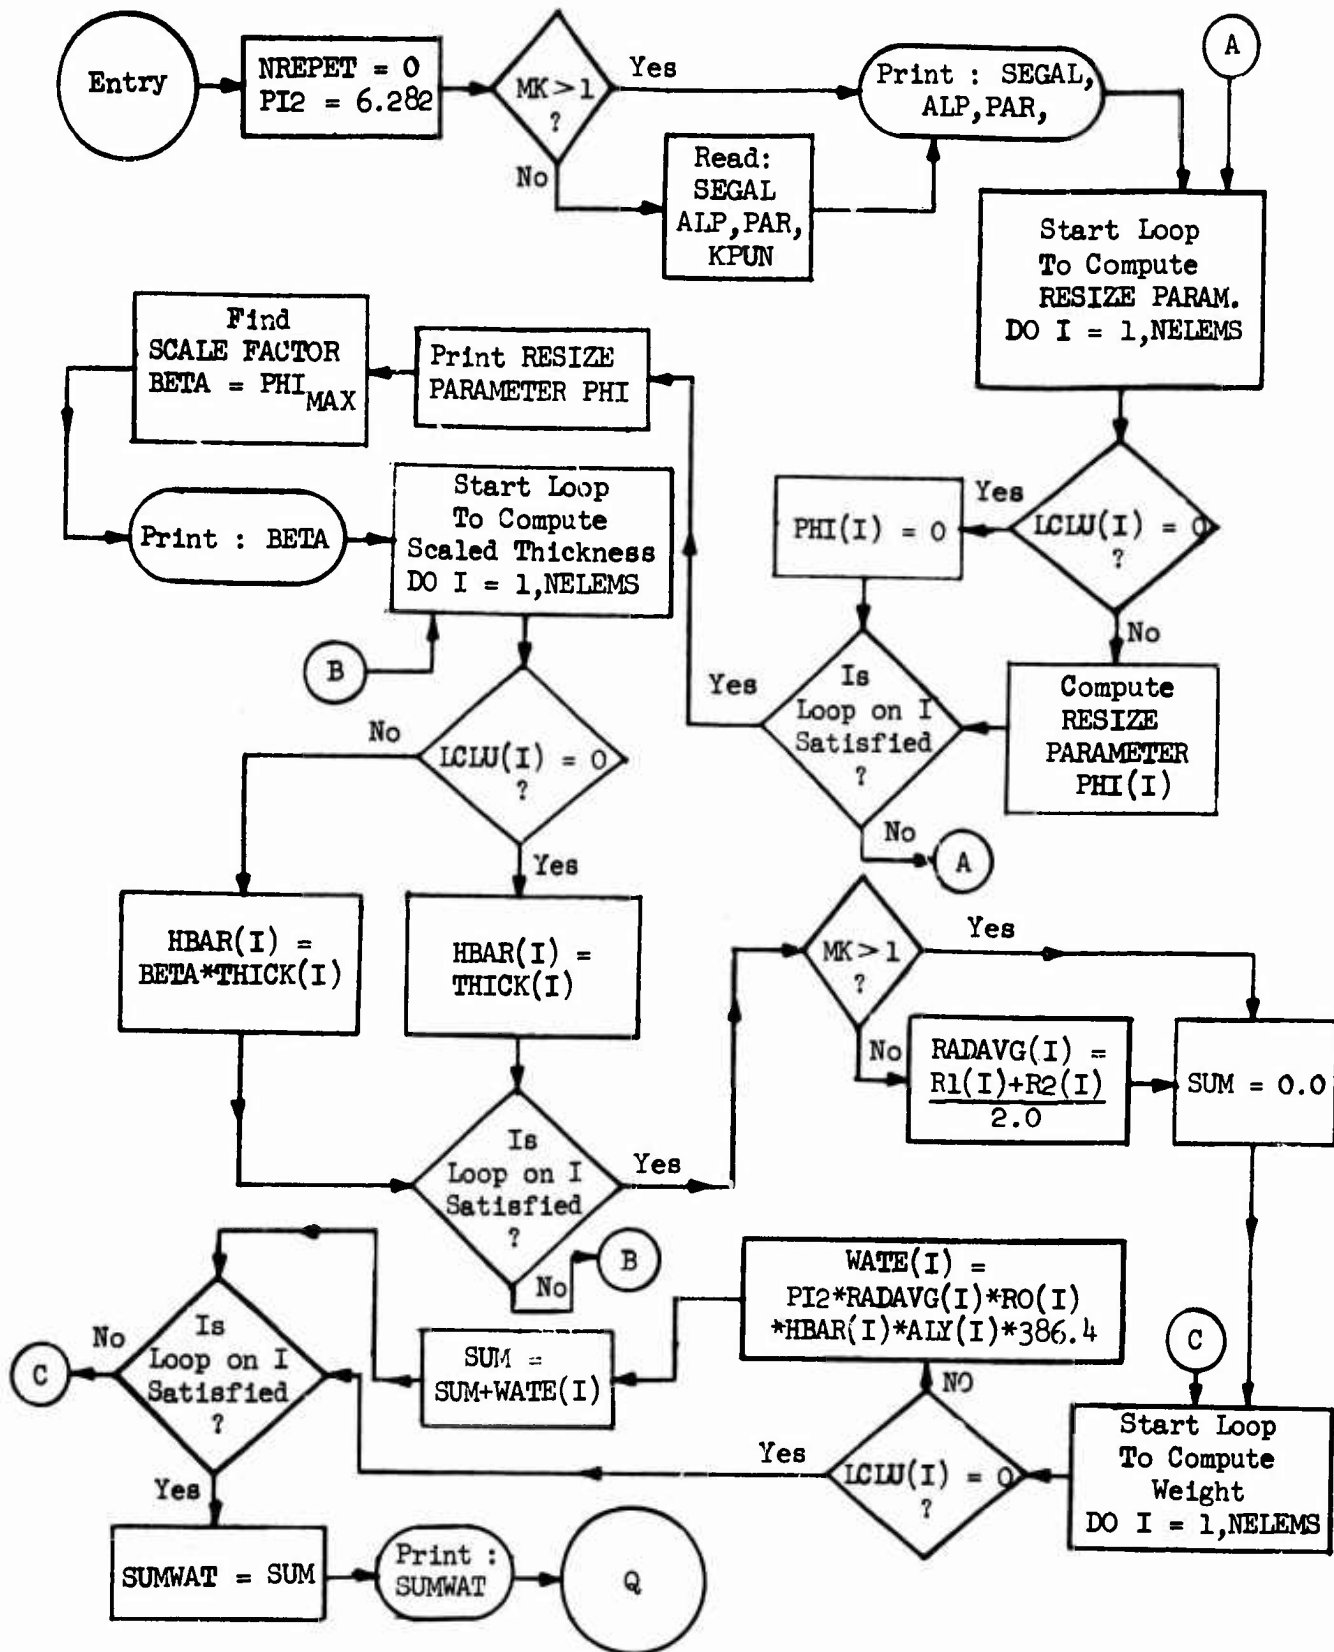 Entry
NREPET = 0
PI2 = 6.282
MK > 1
?
Yes
No
Read:
SEGAL
ALP,PAR,
KPUN
Print : SEGAL,
ALP,PAR,
A
Start Loop
To Compute
RESIZE PARAM.
DO I = 1,NELEMS
LCLU(I) = 0
?
Yes
No
PHI(I) = 0
Compute
RESIZE
PARAMETER
PHI(I)
Is
Loop on I
Satisfied
?
Yes
No
A
Print RESIZE
PARAMETER PHI
Find
SCALE FACTOR
BETA = PHI MAX
Print : BETA
Start Loop
To Compute
Scaled Thickness
DO I = 1,NELEMS
B
LCLU(I) = 0
?
No
Yes
HBAR(I) =
BETA*THICK(I)
HBAR(I) =
THICK(I)
Is
Loop on I
Satisfied
?
Yes
No
B
MK > 1
?
Yes
No
RADAVG(I) =
R1(I)+R2(I)
2.0
SUM = 0.0
C
Start Loop
To Compute
Weight
DO I = 1,NELEMS
LCLU(I) = 0
?
NO
Yes
WATE(I) =
PI2*RADAVG(I)*RO(I)
*HBAR(I)*ALY(I)*386.4
SUM =
SUM+WATE(I)
Is
Loop on I
Satisfied
?
No
C
Yes
SUMWAT = SUM
Print :
SUMWAT
Q